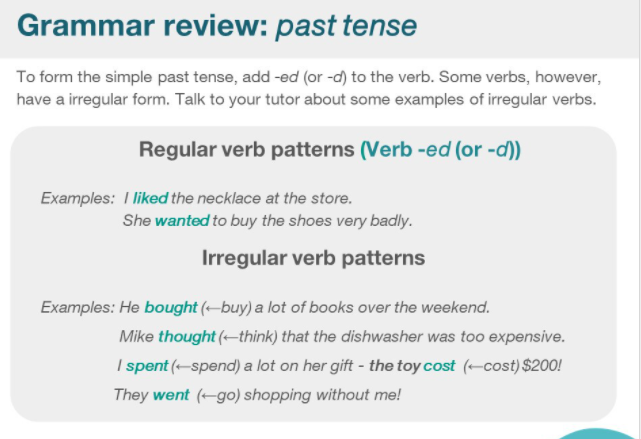 Grammar review: past tense
To form the simple past tense, add -ed (or -d) to the verb. Some verbs, however,
have a irregular form. Talk to your tutor about some examples of irregular verbs.
Regular verb patterns (Verb -ed (or -d))
Examples: I liked the necklace at the store.
She wanted to buy the shoes very badly.
Irregular verb patterns
Examples: He bought (←buy) a lot of books over the weekend.
Mike thought (←think) that the dishwasher was too expensive.
I spent (←spend) a lot on her gift - the toy cost (←cost) $200!
They went (←go) shopping without me!